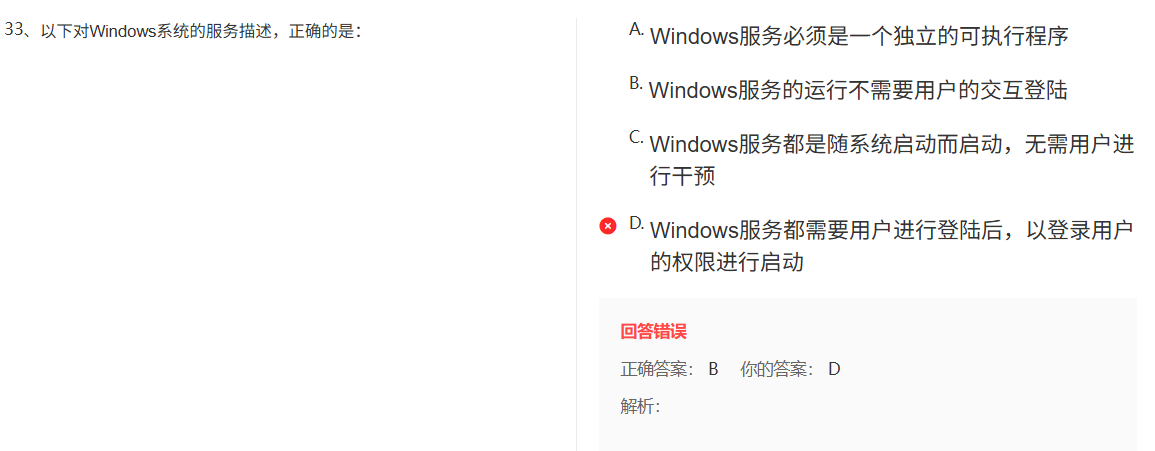 33、以下对Windows系统的服务描述，正确的是：
A. Windows服务必须是一个独立的可执行程序
B. Windows服务的运行不需要用户的交互登陆
C. Windows服务都是随系统启动而启动，无需用户进
行干预
D. Windows服务都需要用户进行登陆后，以登录用户
的权限进行启动
回答错误
正确答案： B 你的答案： D
解析：